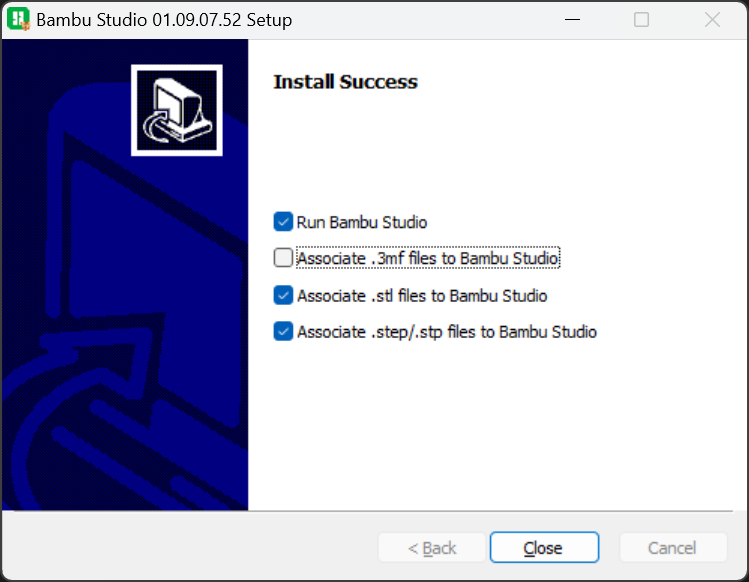 Bambu Studio 01.09.07.52 Setup
Install Success
Run Bambu Studio
Associate .3mf files to Bambu Studio
Associate .stl files to Bambu Studio
Associate .step/.stp files to Bambu Studio
< Back
Close
Cancel